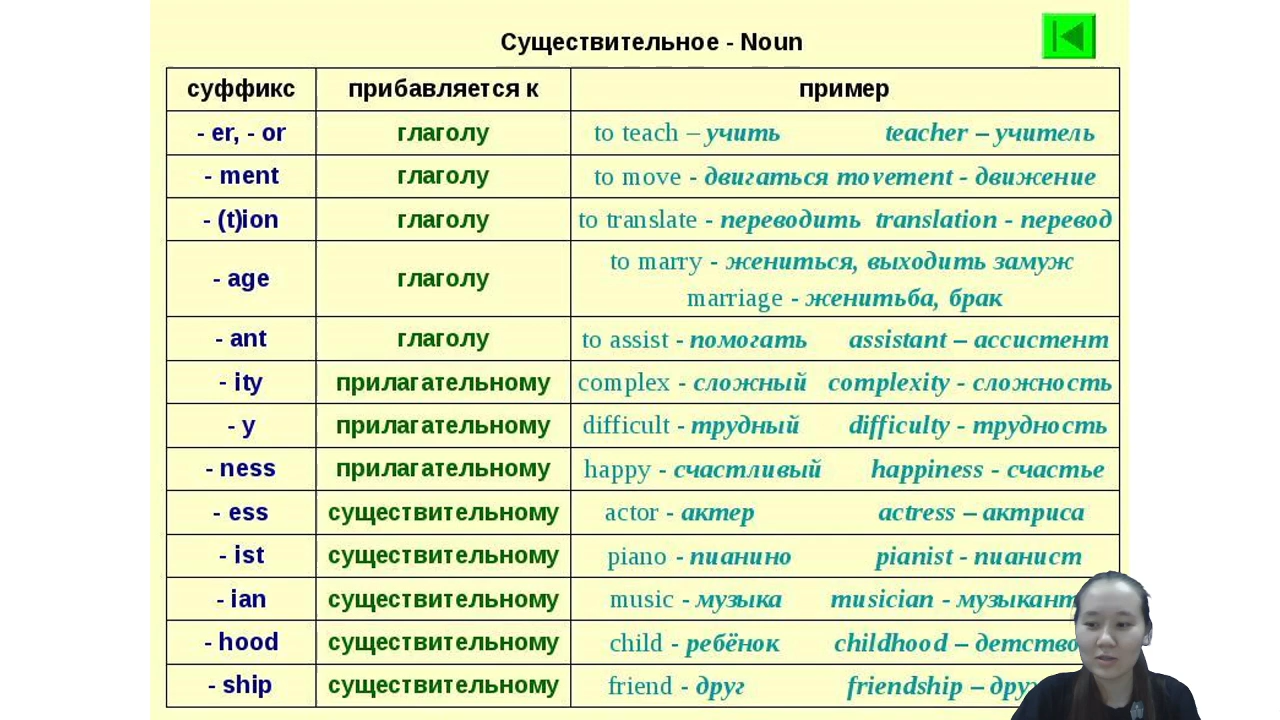 Существительное - Noun
суффикс прибавляется к пример
- er, - or глаголу to teach – учить teacher – учитель
- ment глаголу to move - двигаться movement - движение
- (t)ion глаголу to translate - переводить translation - перевод
- age глаголу to marry - жениться, выходить замуж
marriage - женитьба, брак
- ant глаголу to assist - помогать assistant – ассистент
- ity прилагательному complex - сложный complexity - сложность
- y прилагательному difficult - трудный difficulty - трудность
- ness прилагательному happy - счастливый happiness - счастье
- ess существительному actor - актер actress – актриса
- ist существительному piano - пианино pianist - пианист
- ian существительному music - музыка musician - музыкант
- hood существительному child - ребёнок childhood – детство
- ship существительному friend - друг friendship –